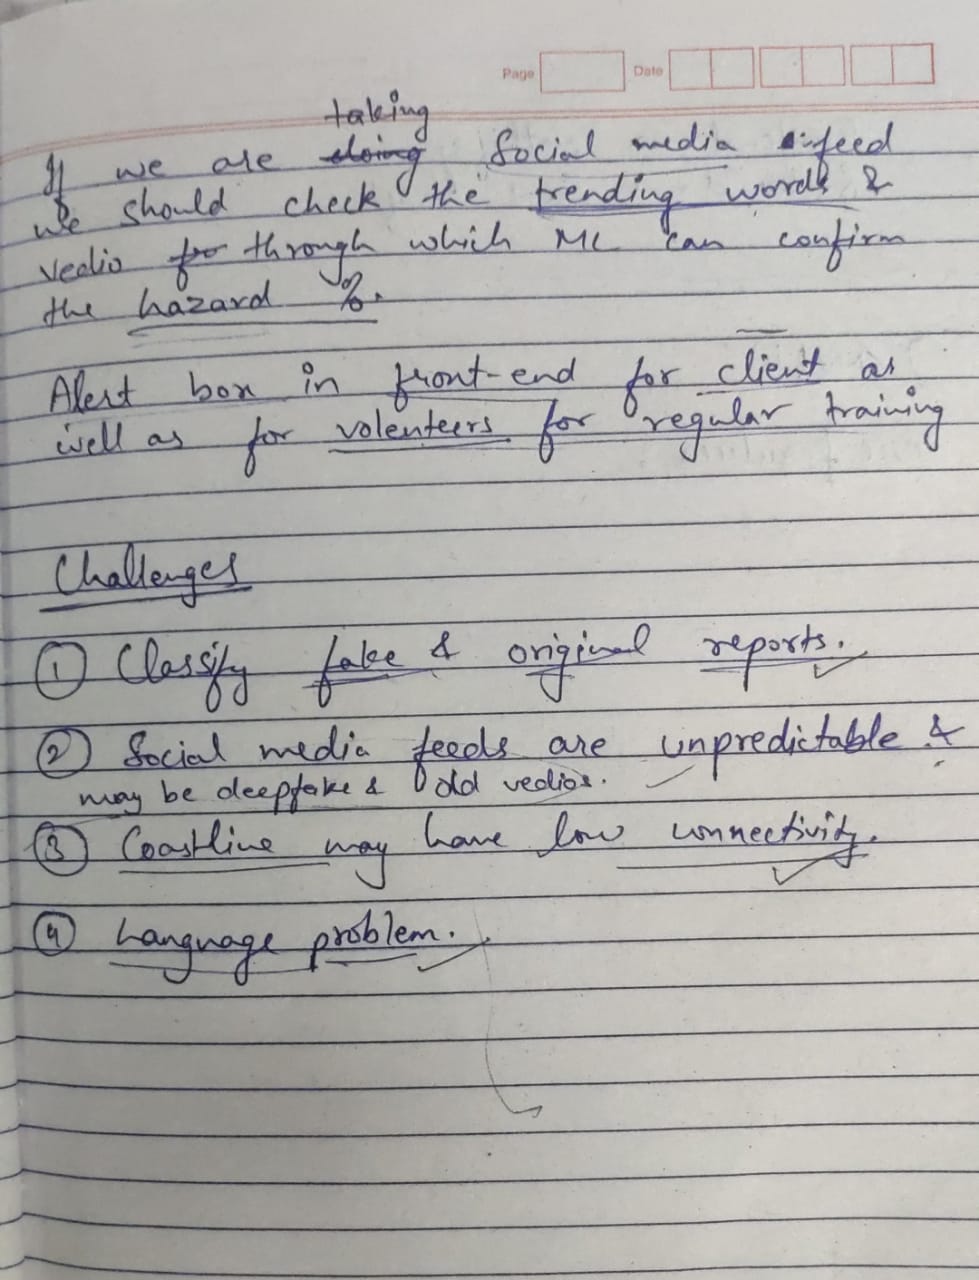 Page Date
taking
If we are doing Social media feed
we should check the trending words &
vedio for through which ML can confirm
the hazard %.
Alert box in front-end for client as
well as for volenteers for regular training
Challenges
① Classify fake & original reports.
② Social media feeds are unpredictable &
may be deepfake & old vedios.
③ Coastline may have low connectivity.
④ Language problem.